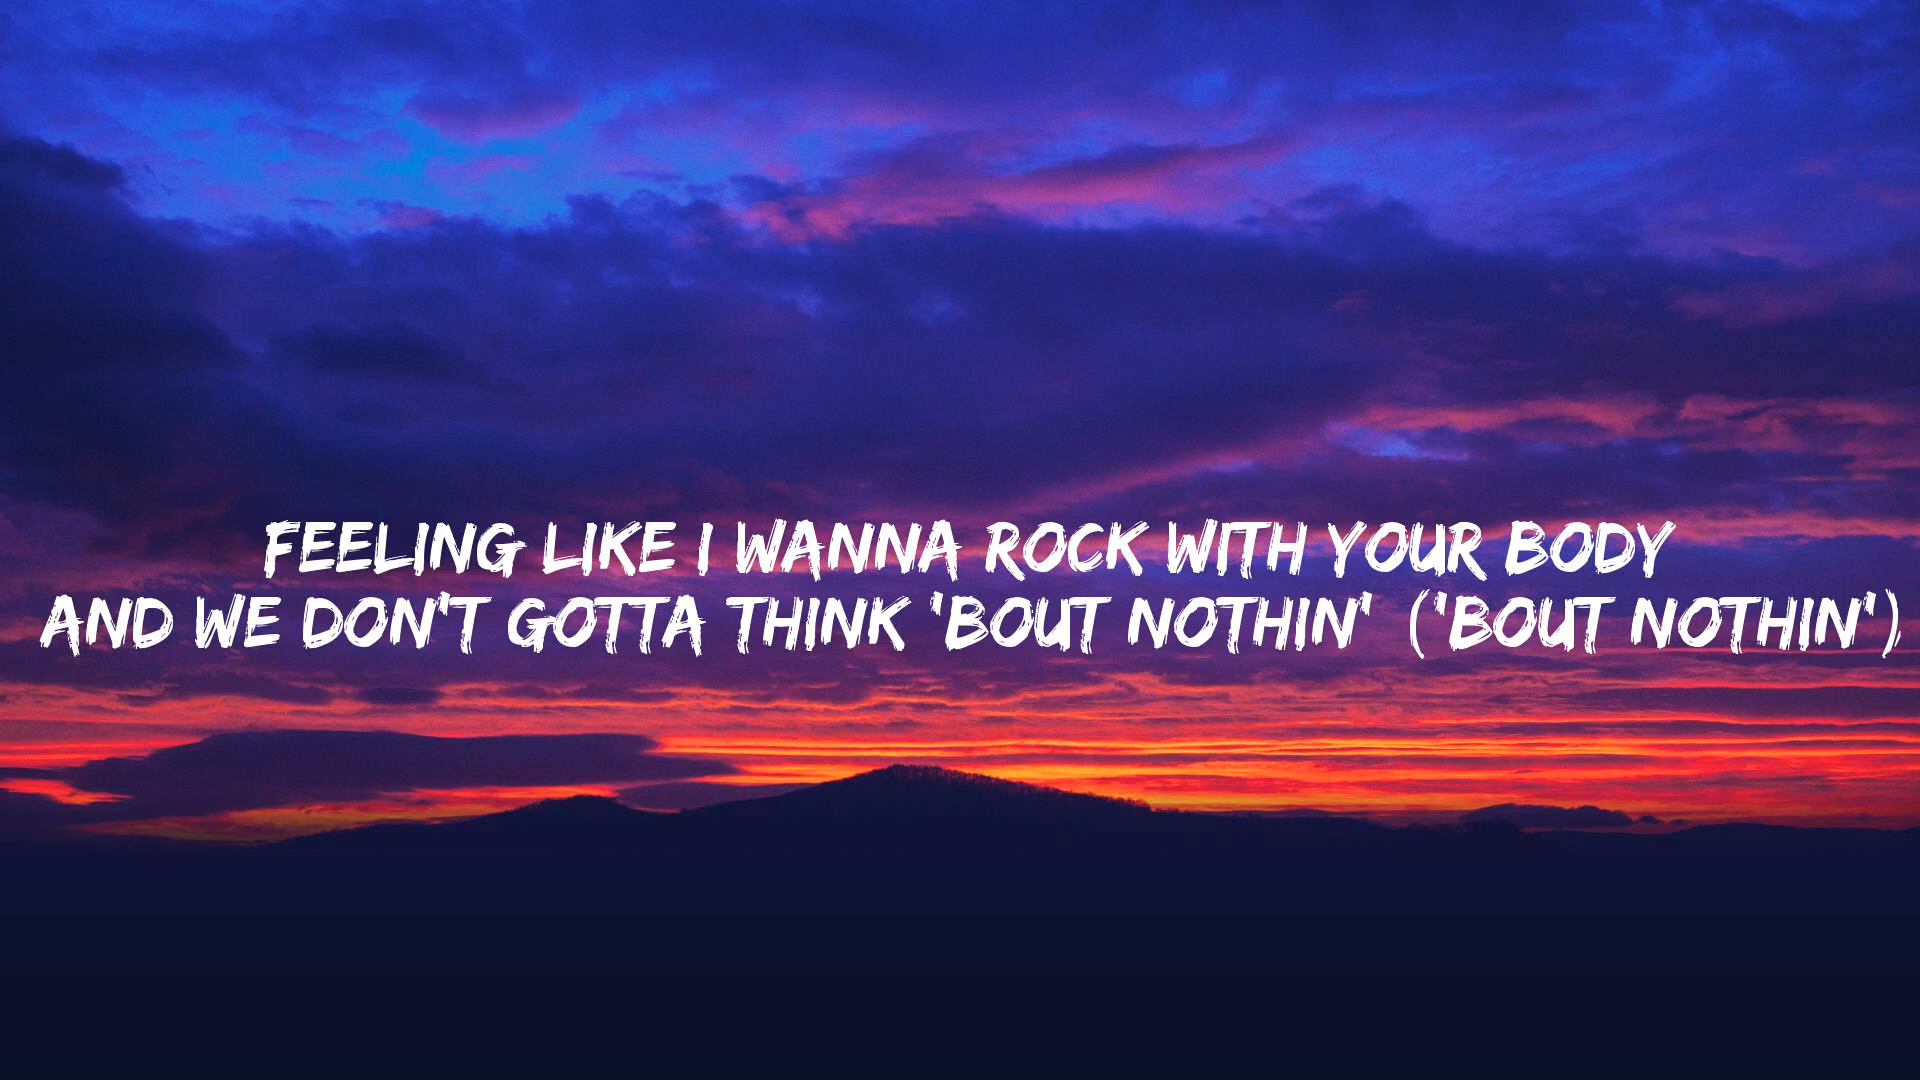 FEELING LIKE I WANNA ROCK WITH YOUR BODY
AND WE DON'T GOTTA THINK 'BOUT NOTHIN' ('BOUT NOTHIN')